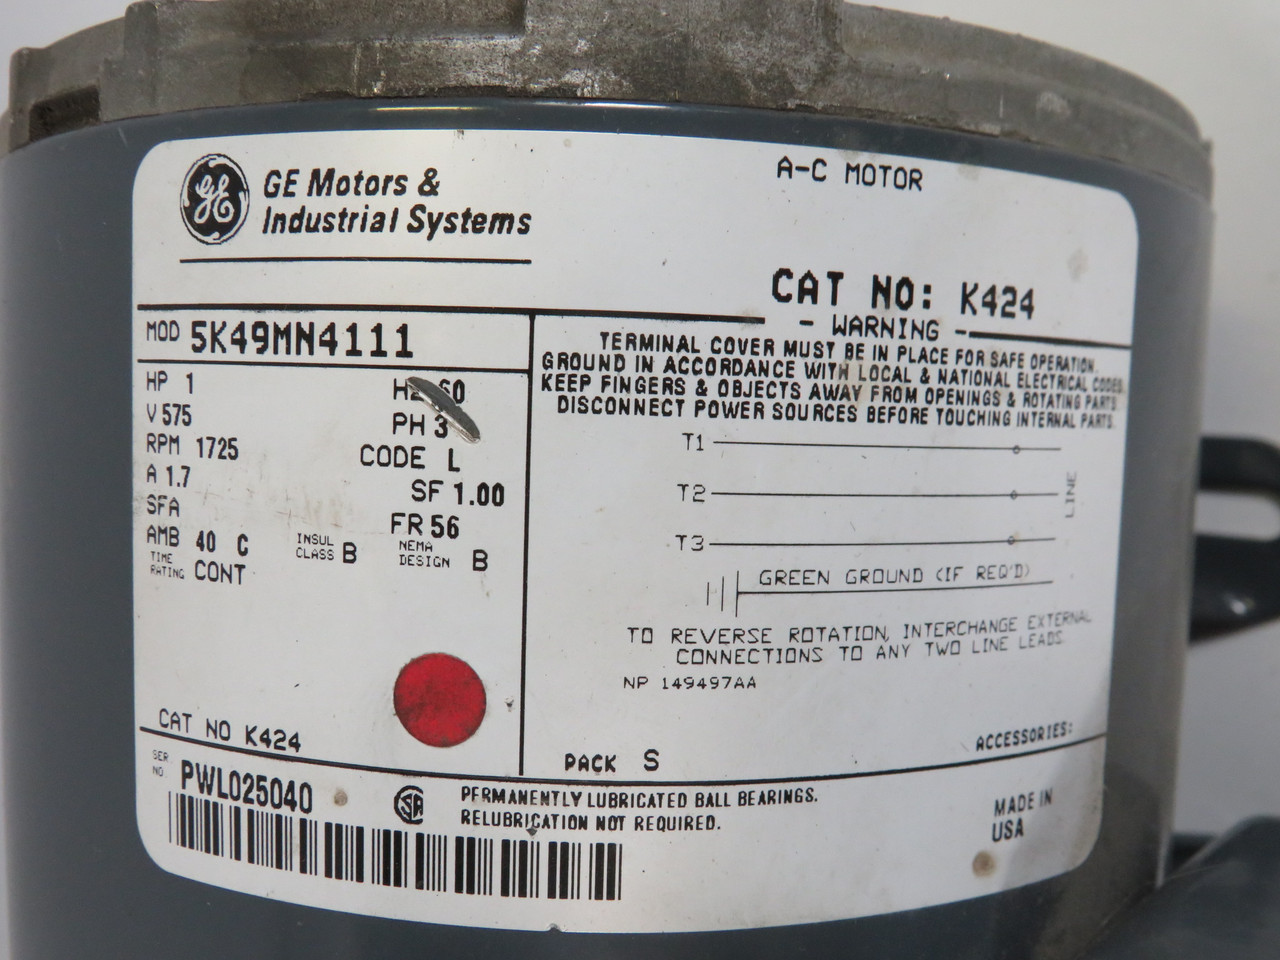 GE
GE Motors &
Industrial Systems
A-C MOTOR
CAT NO: K424
MOD 5K49MN4111
HP 1
HZ 60
V 575
PH 3
RPM 1725
CODE L
A 1.7
SF 1.00
SFA
FR 56
AMB 40 C
INSUL CLASS B
NEMA DESIGN B
TIME RATING CONT
CAT NO K424
- WARNING -
TERMINAL COVER MUST BE IN PLACE FOR SAFE OPERATION.
GROUND IN ACCORDANCE WITH LOCAL & NATIONAL ELECTRICAL CODES.
KEEP FINGERS & OBJECTS AWAY FROM OPENINGS & ROTATING PARTS.
DISCONNECT POWER SOURCES BEFORE TOUCHING INTERNAL PARTS.
T1
T2
T3
LINE
GREEN GROUND (IF REQ'D)
TO REVERSE ROTATION, INTERCHANGE EXTERNAL
CONNECTIONS TO ANY TWO LINE LEADS.
NP 149497AA
PACK S
ACCESSORIES:
SER NO. PWL025040
PERMANENTLY LUBRICATED BALL BEARINGS.
RELUBRICATION NOT REQUIRED.
MADE IN
USA